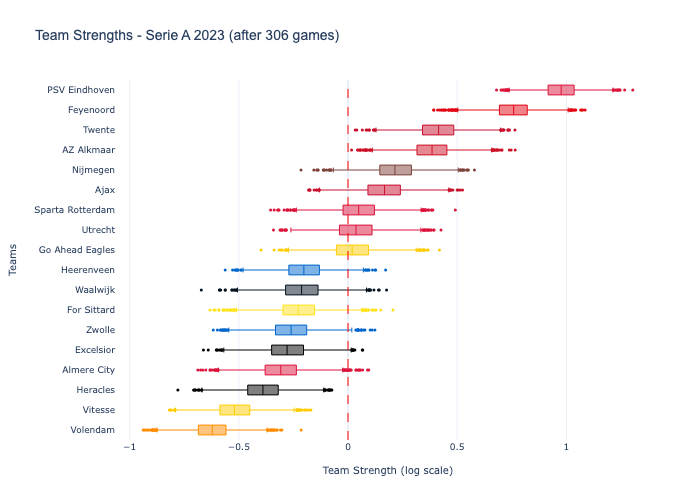 Team Strengths - Serie A 2023 (after 306 games)
PSV Eindhoven
Feyenoord
Twente
AZ Alkmaar
Nijmegen
Ajax
Sparta Rotterdam
Utrecht
Go Ahead Eagles
Heerenveen
Waalwijk
For Sittard
Zwolle
Excelsior
Almere City
Heracles
Vitesse
Volendam
Teams
−1 −0.5 0 0.5 1
Team Strength (log scale)